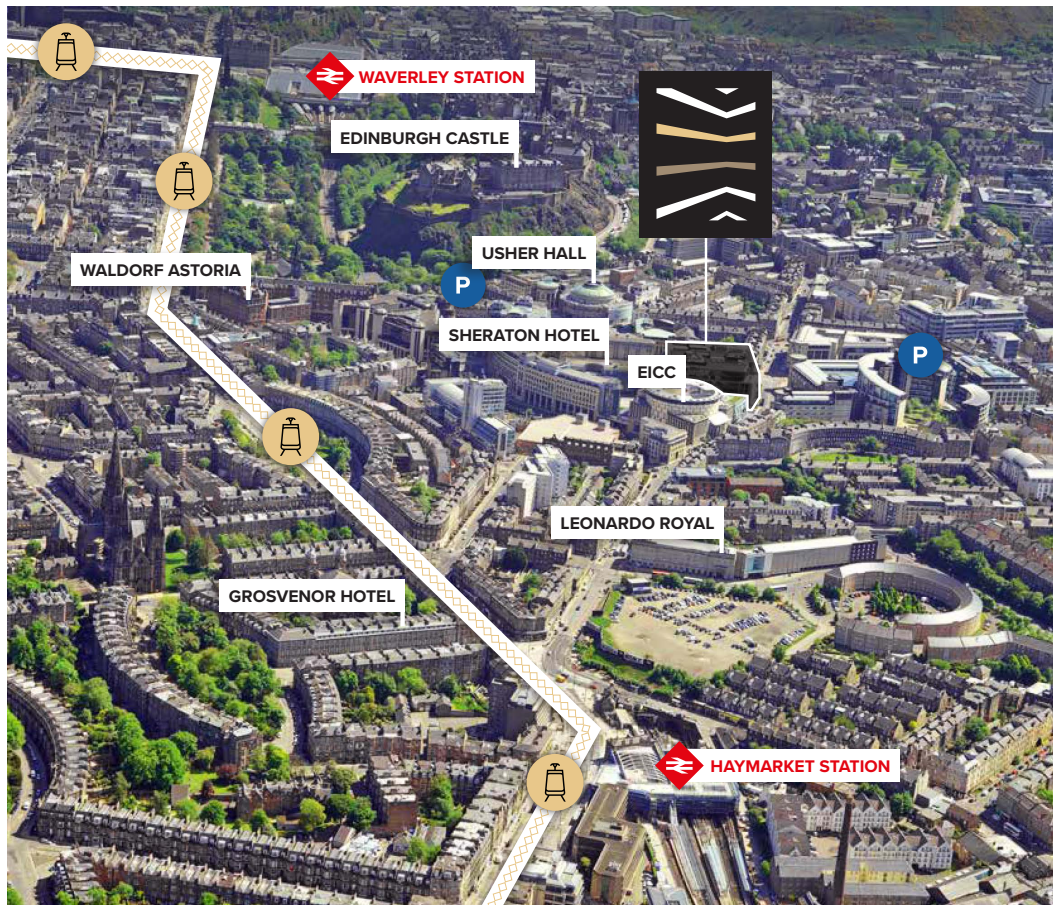 WAVERLEY STATION
EDINBURGH CASTLE
USHER HALL
WALDORF ASTORIA
P
SHERATON HOTEL
P
EICC
LEONARDO ROYAL
GROSVENOR HOTEL
HAYMARKET STATION